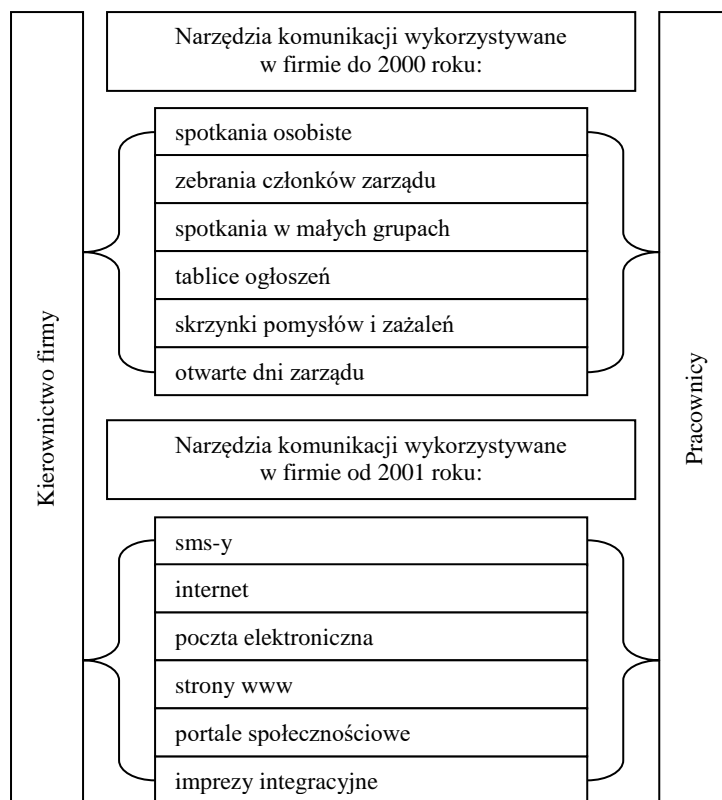 Narzędzia komunikacji wykorzystywane
w firmie do 2000 roku:
spotkania osobiste
zebrania członków zarządu
spotkania w małych grupach
tablice ogłoszeń
skrzynki pomysłów i zażaleń
otwarte dni zarządu
Kierownictwo firmy
Pracownicy
Narzędzia komunikacji wykorzystywane
w firmie od 2001 roku:
sms-y
internet
poczta elektroniczna
strony www
portale społecznościowe
imprezy integracyjne